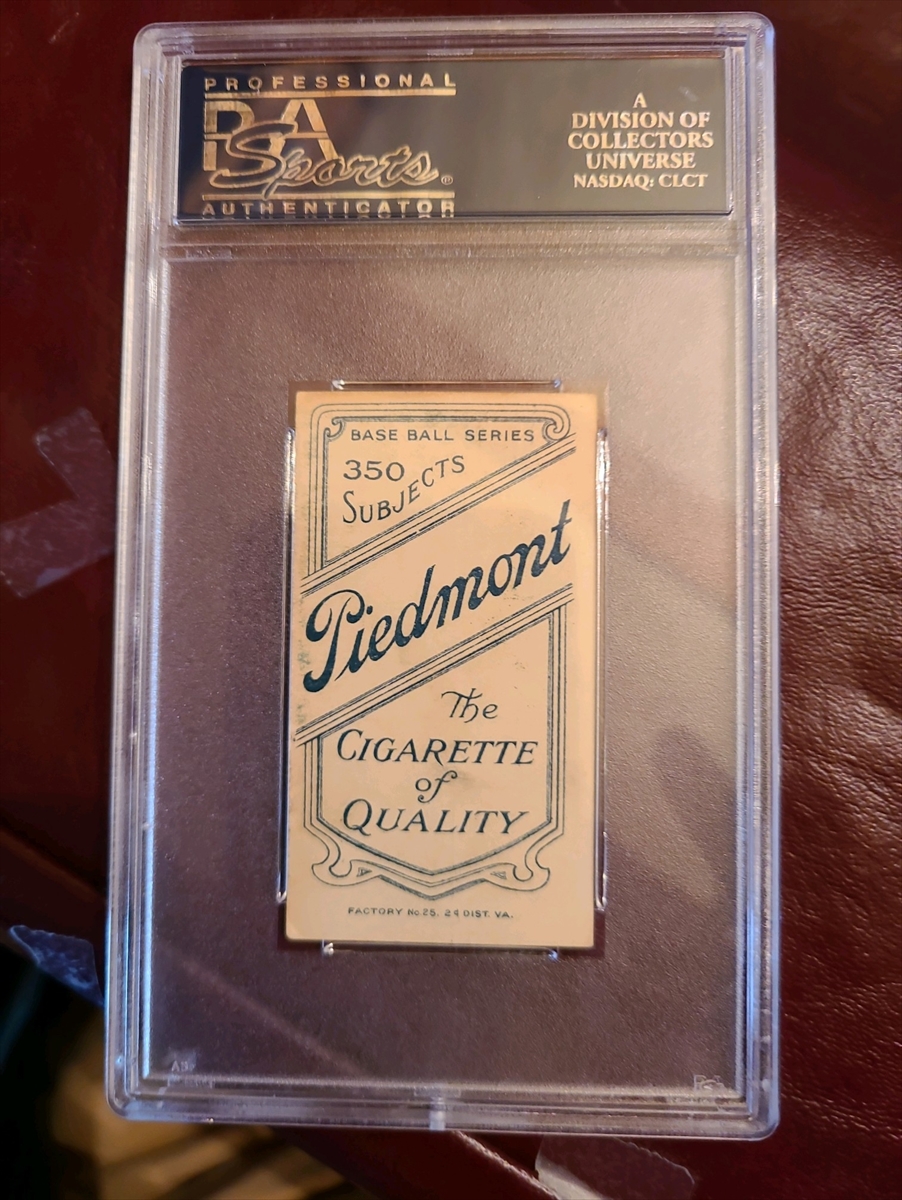 PROFESSIONAL
PSA
Sports®
AUTHENTICATOR
A
DIVISION OF
COLLECTORS
UNIVERSE
NASDAQ: CLCT
BASE BALL SERIES
350
SUBJECTS
Piedmont
The
CIGARETTE
of
QUALITY
FACTORY No. 25. 2d DIST. VA.